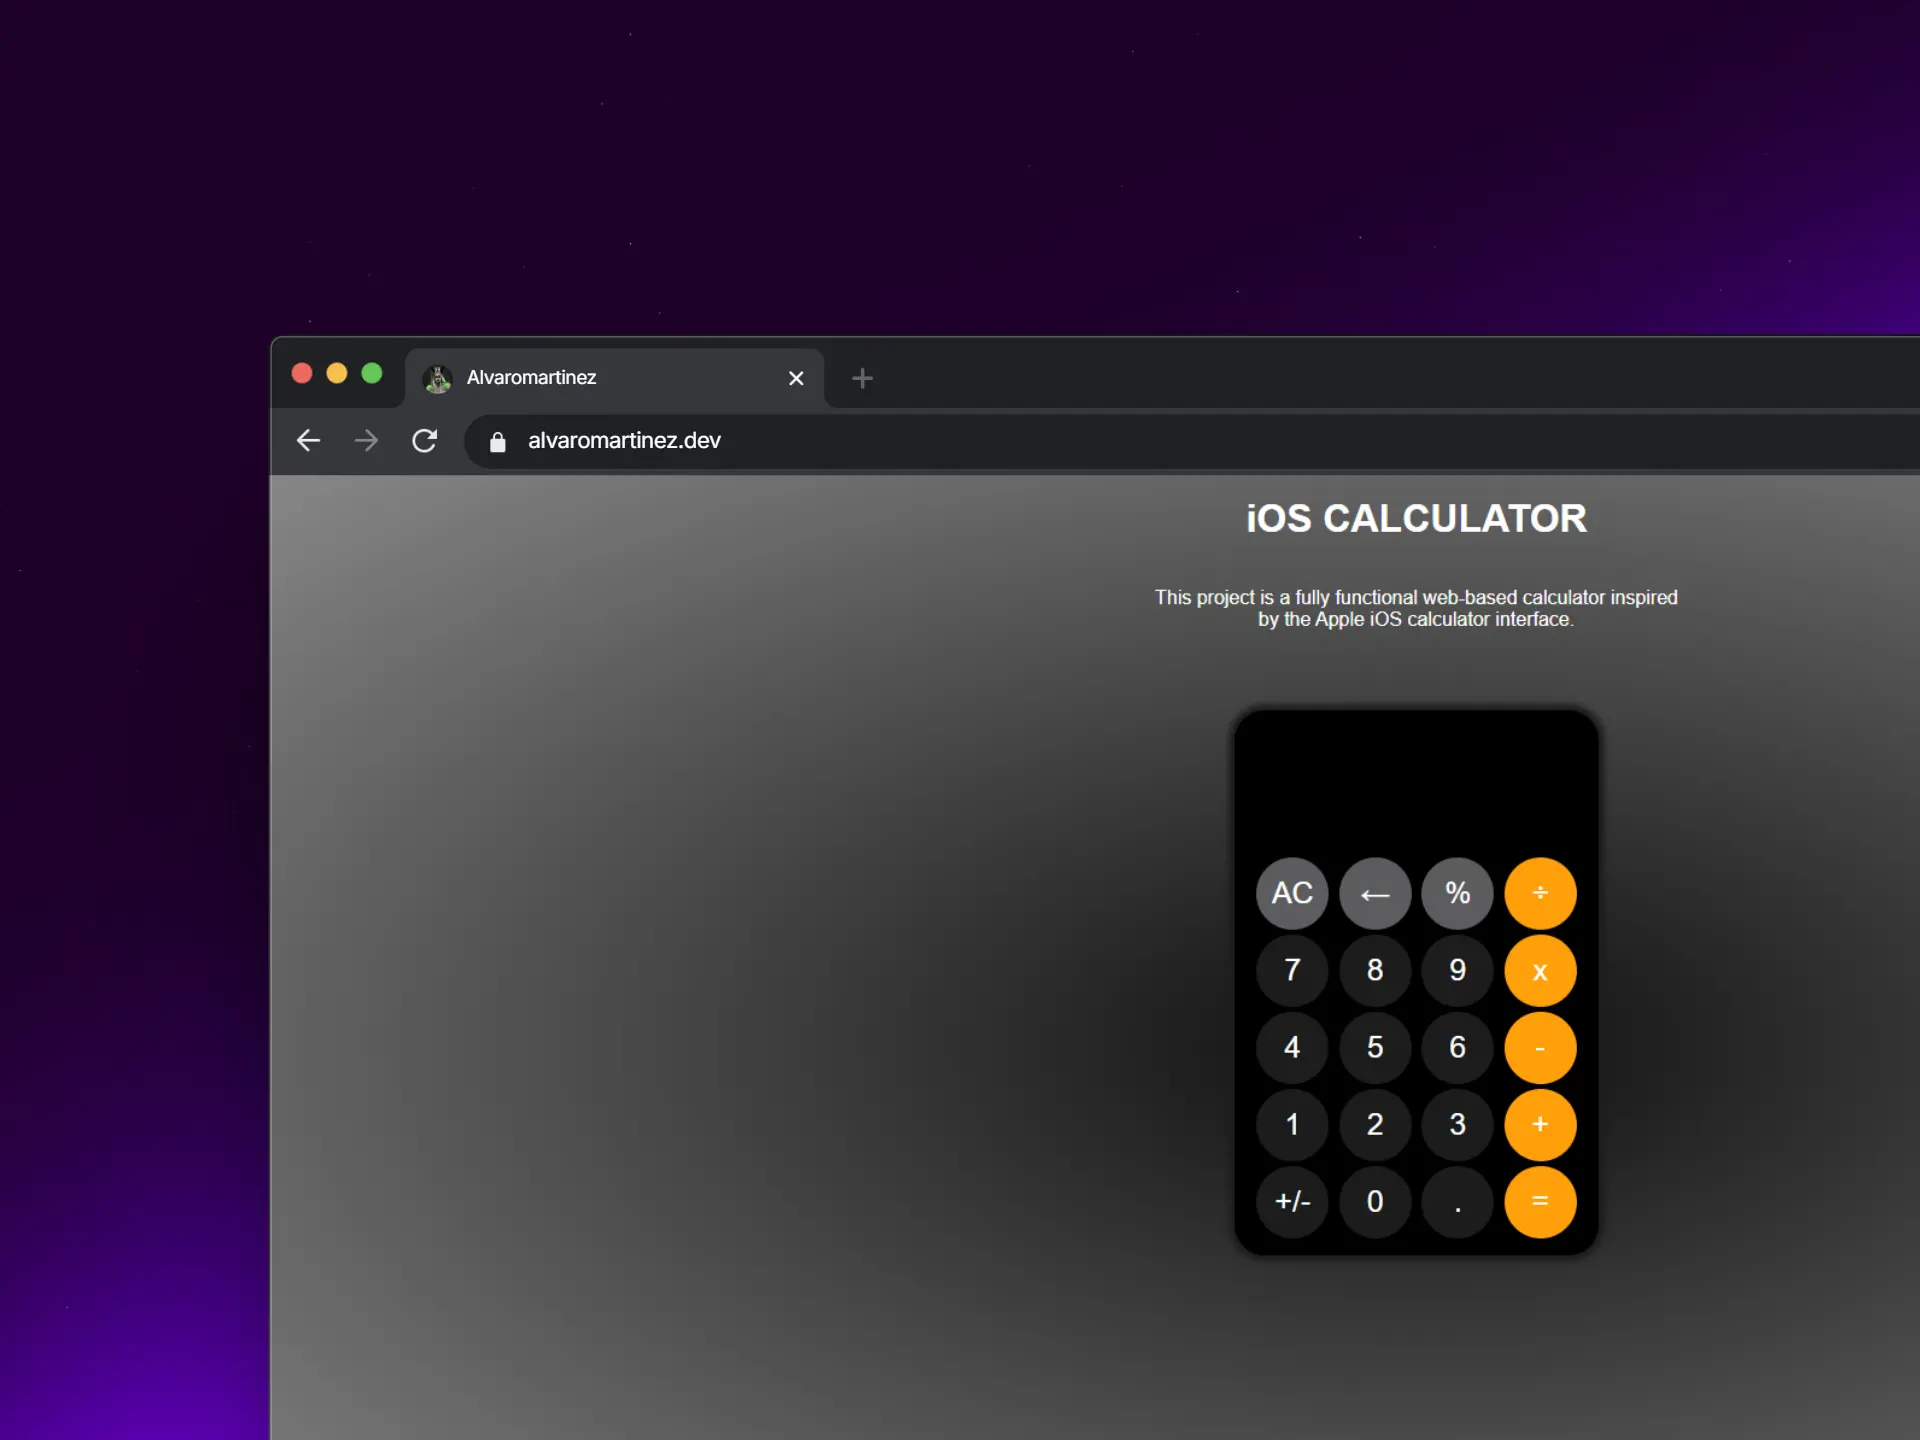 Alvaromartinez
alvaromartinez.dev
iOS CALCULATOR
This project is a fully functional web-based calculator inspired
by the Apple iOS calculator interface.
AC ← % ÷
7 8 9 x
4 5 6 -
1 2 3 +
+/- 0 . =